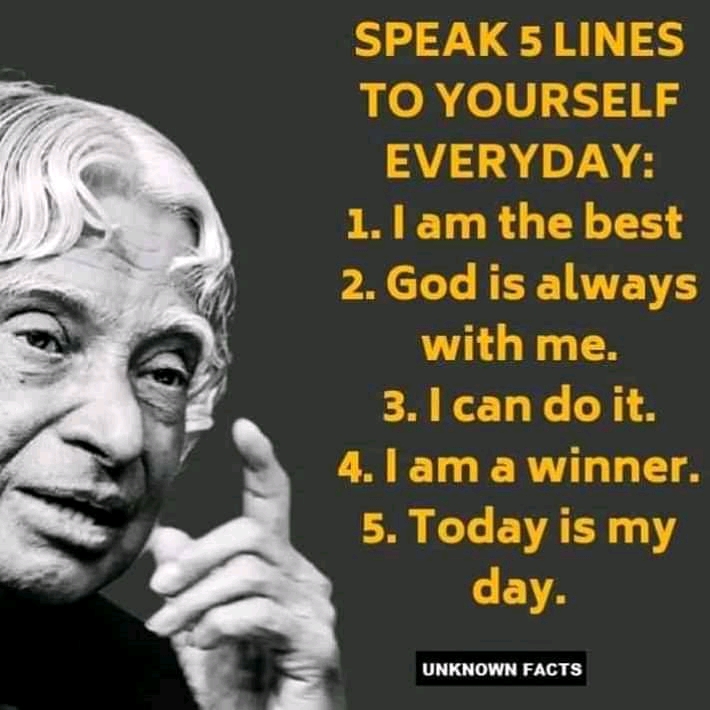 SPEAK 5 LINES
TO YOURSELF
EVERYDAY:
1. I am the best
2. God is always
with me.
3. I can do it.
4. I am a winner.
5. Today is my
day.
UNKNOWN FACTS